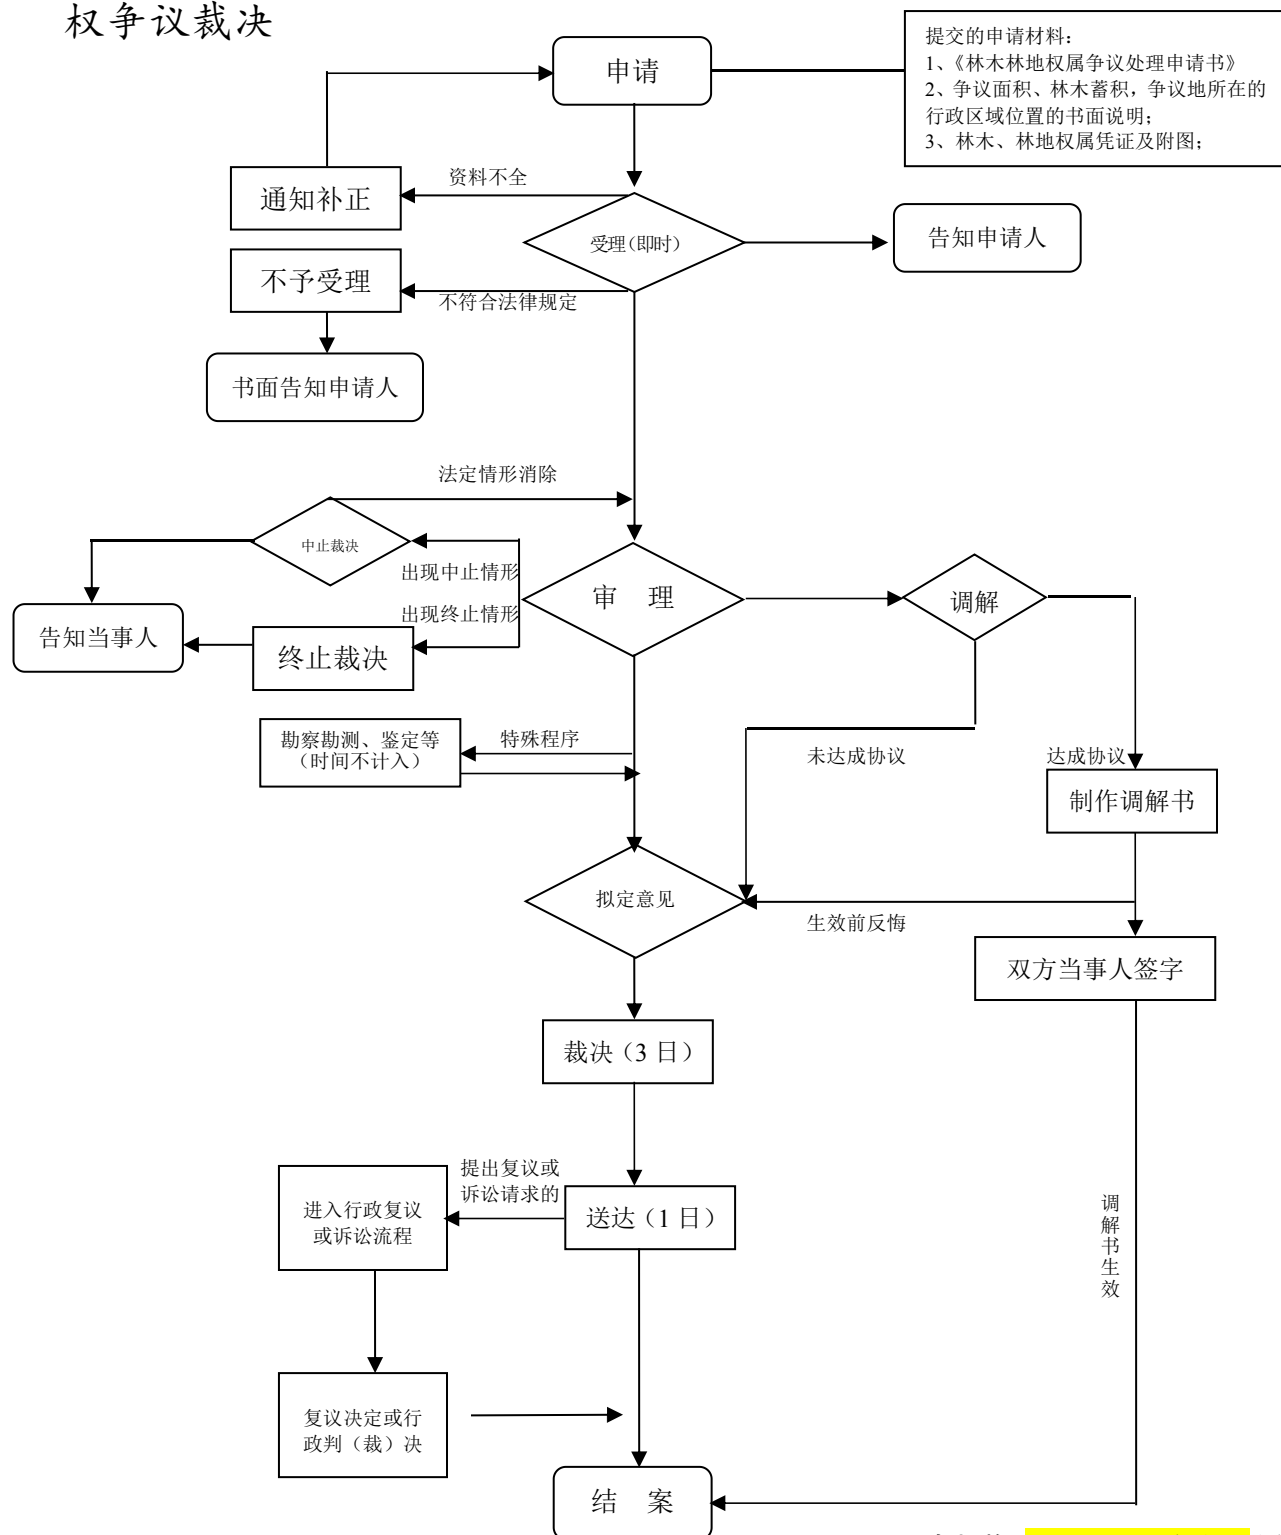 权争议裁决
申请
提交的申请材料：
1、《林木林地权属争议处理申请书》
2、争议面积、林木蓄积，争议地所在的
行政区域位置的书面说明；
3、林木、林地权属凭证及附图；
资料不全
通知补正
受理（即时）
告知申请人
不予受理
不符合法律规定
书面告知申请人
法定情形消除
中止裁决
出现中止情形
审 理
调解
出现终止情形
告知当事人
终止裁决
勘察勘测、鉴定等
（时间不计入）
特殊程序
未达成协议
达成协议
制作调解书
拟定意见
生效前反悔
双方当事人签字
裁决（3 日）
提出复议或
诉讼请求的
进入行政复议
或诉讼流程
送达（1 日）
调
解
书
生
效
复议决定或行
政判（裁）决
结 案